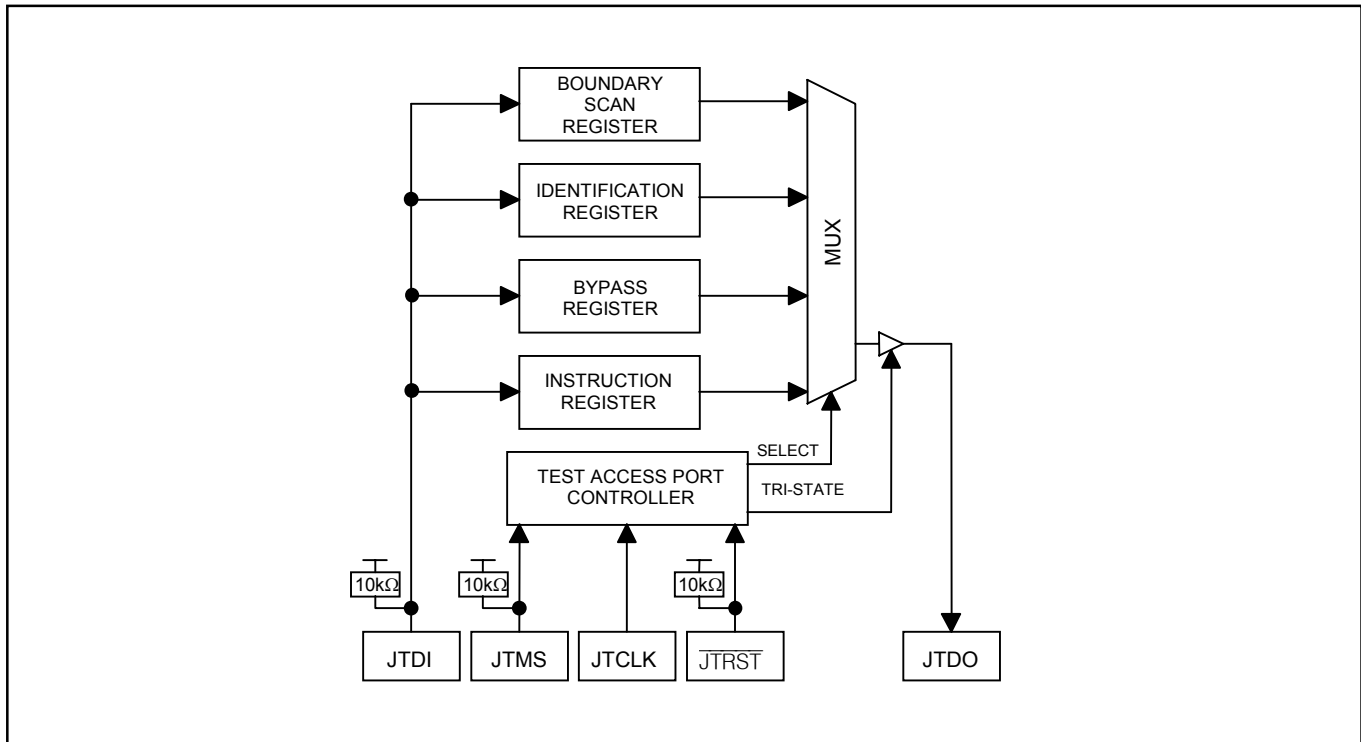 BOUNDARY
SCAN
REGISTER
IDENTIFICATION
REGISTER
BYPASS
REGISTER
INSTRUCTION
REGISTER
MUX
SELECT
TEST ACCESS PORT
CONTROLLER
TRI-STATE
10kΩ
10kΩ
10kΩ
JTDI
JTMS
JTCLK
J̅T̅R̅S̅T̅
JTDO